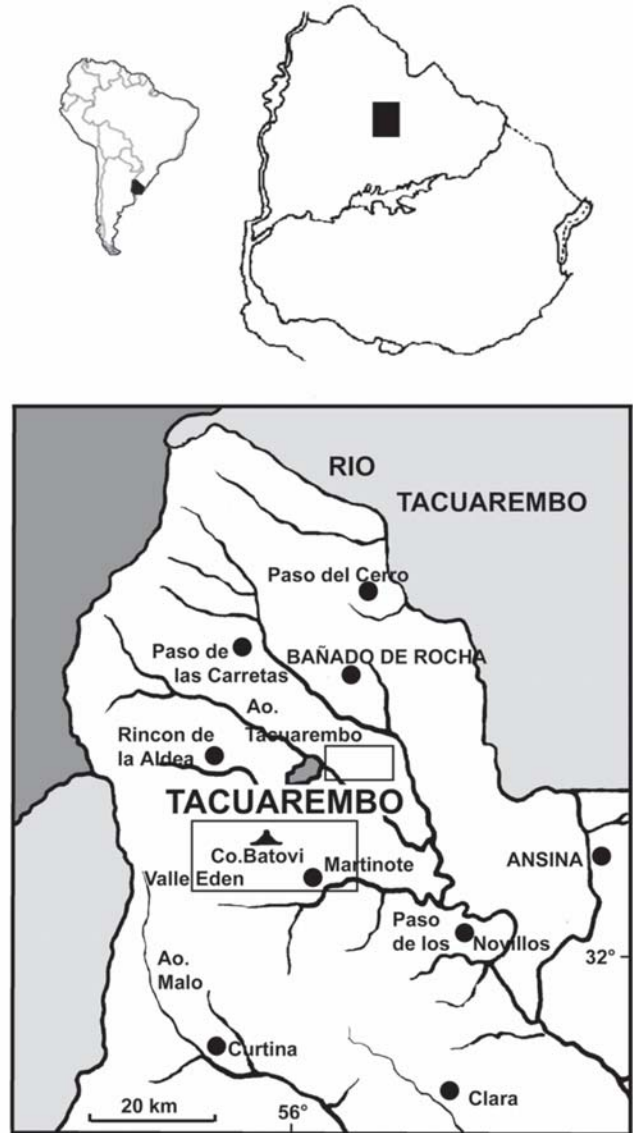 RIO
TACUAREMBO
Paso del Cerro
Paso de
las Carretas
BAÑADO DE ROCHA
Ao.
Tacuarembo
Rincon de
la Aldea
TACUAREMBO
Co.Batovi
Valle Eden
Martinote
ANSINA
Paso
de los Novillos
32°
Ao.
Malo
Curtina
20 km
56°
Clara